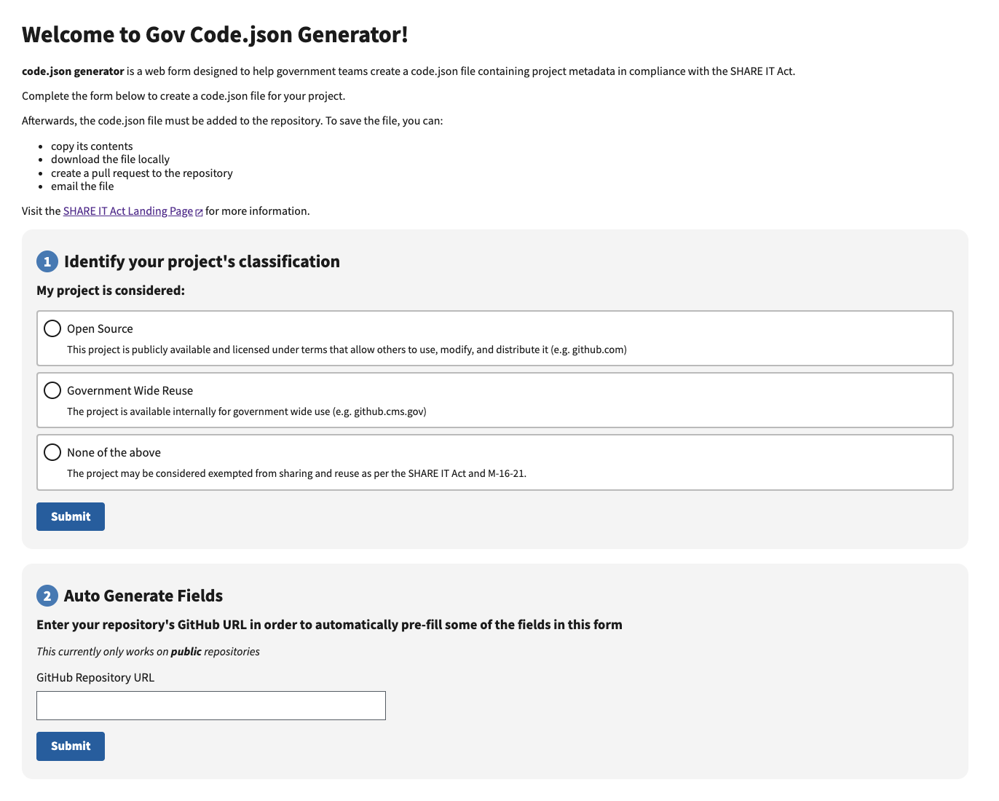 Welcome to Gov Code.json Generator!
code.json generator is a web form designed to help government teams create a code.json file containing project metadata in compliance with the SHARE IT Act.
Complete the form below to create a code.json file for your project.
Afterwards, the code.json file must be added to the repository. To save the file, you can:
• copy its contents
• download the file locally
• create a pull request to the repository
• email the file
Visit the SHARE IT Act Landing Page for more information.
1 Identify your project's classification
My project is considered:
Open Source
This project is publicly available and licensed under terms that allow others to use, modify, and distribute it (e.g. github.com)
Government Wide Reuse
The project is available internally for government wide use (e.g. github.cms.gov)
None of the above
The project may be considered exempted from sharing and reuse as per the SHARE IT Act and M-16-21.
Submit
2 Auto Generate Fields
Enter your repository's GitHub URL in order to automatically pre-fill some of the fields in this form
This currently only works on public repositories
GitHub Repository URL
Submit